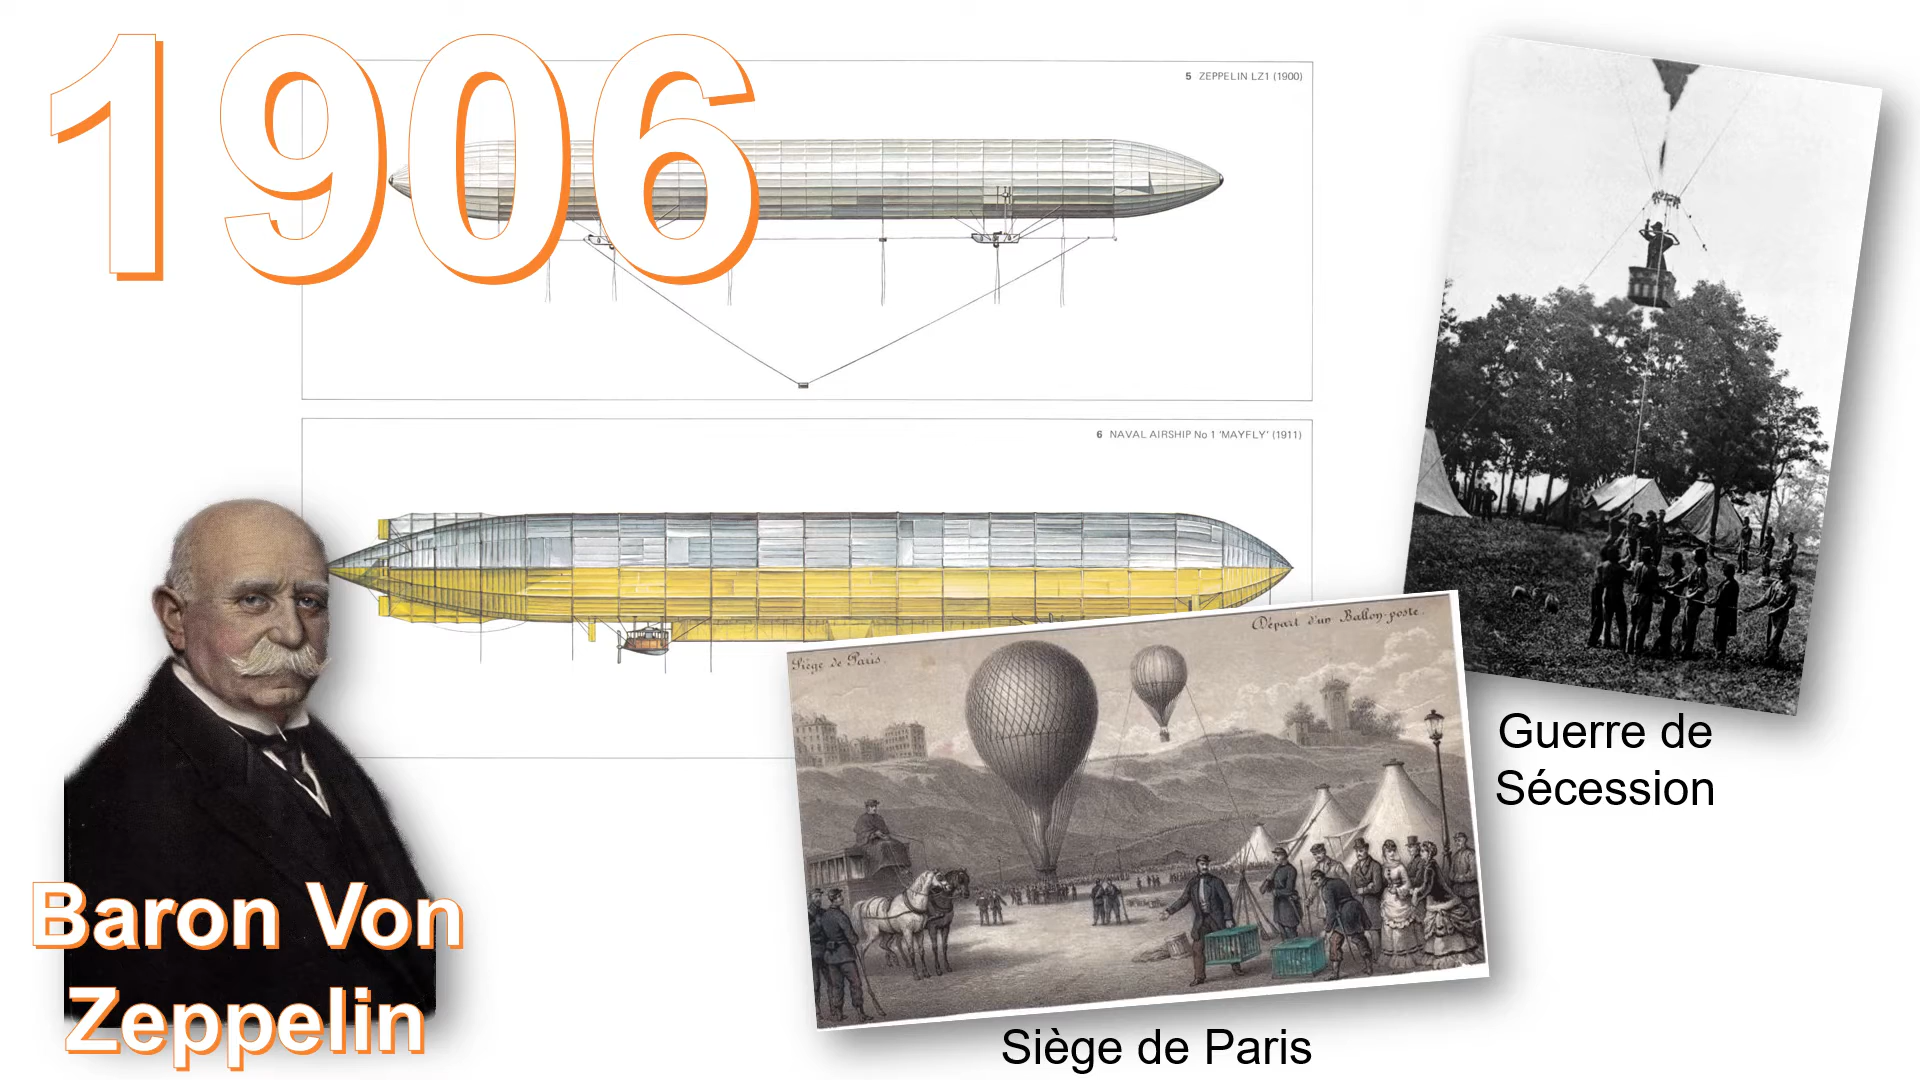 1906
5 ZEPPELIN LZ1 (1900)
6 NAVAL AIRSHIP No 1 'MAYFLY' (1911)
Siège de Paris.
Départ d'un Ballon-poste.
Guerre de
Sécession
Baron Von
Zeppelin
Siège de Paris